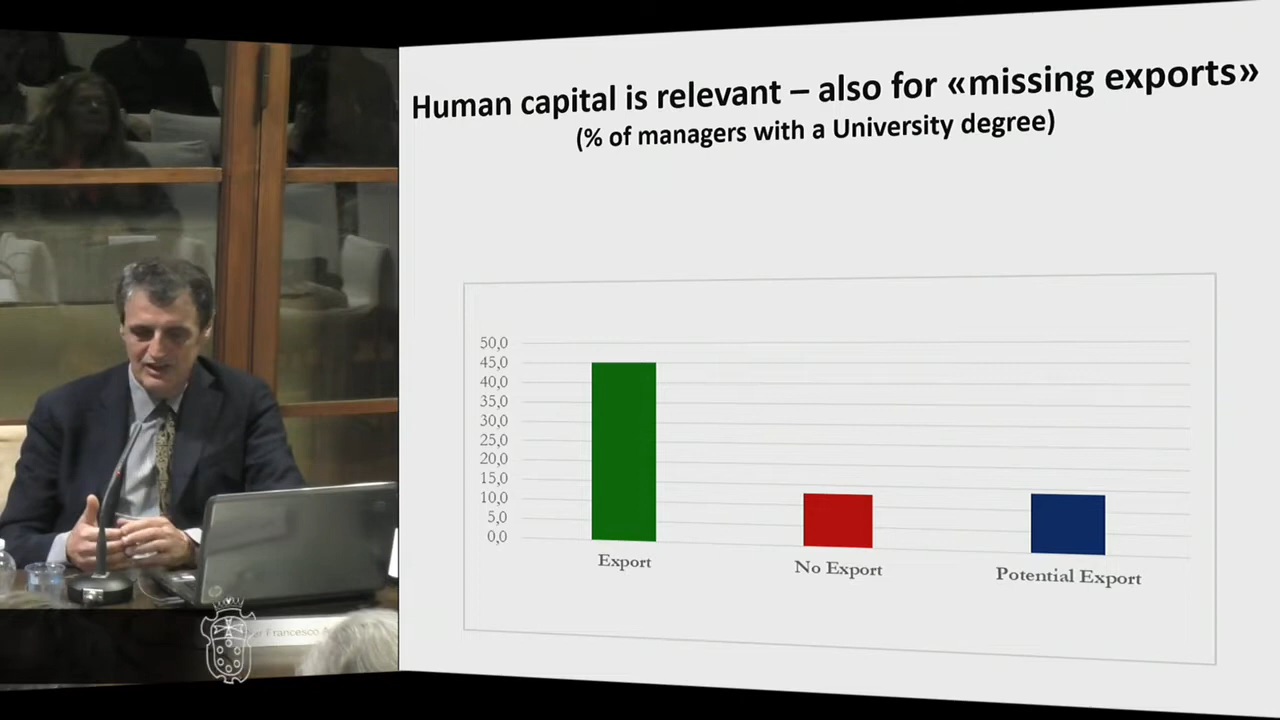 Human capital is relevant – also for «missing exports»
(% of managers with a University degree)
50,0
45,0
40,0
35,0
30,0
25,0
20,0
15,0
10,0
5,0
0,0
Export
No Export
Potential Export
Francesco